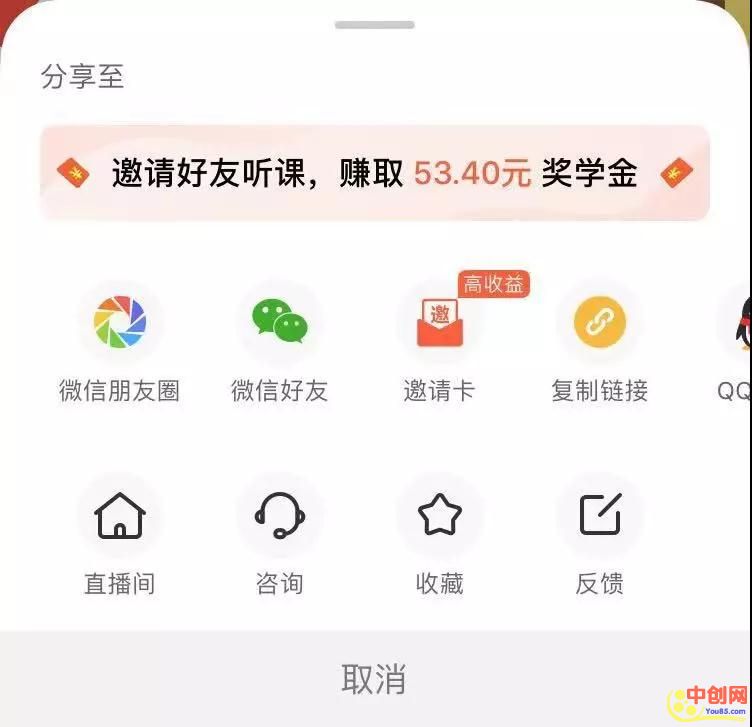 分享至
邀请好友听课，赚取 53.40元 奖学金
高收益
邀
微信朋友圈
微信好友
邀请卡
复制链接
QQ
直播间
咨询
收藏
反馈
取消
中创网
You85.com